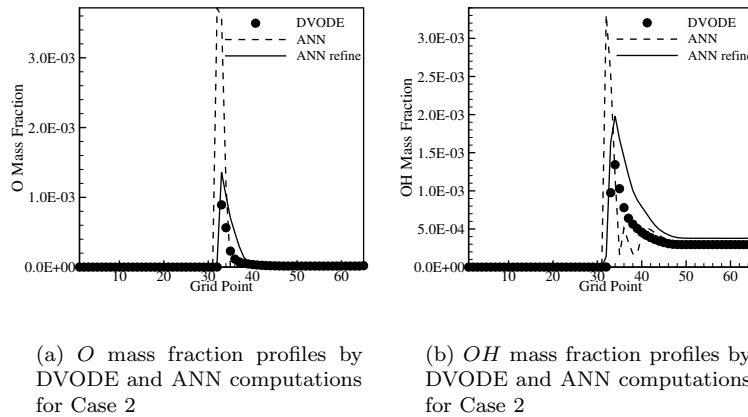 DVODE
ANN
ANN refine
3.0E-03
2.0E-03
1.0E-03
0.0E+00
O Mass Fraction
10 20 30 40 50 60
Grid Point
DVODE
ANN
ANN refine
3.0E-03
2.5E-03
2.0E-03
1.5E-03
1.0E-03
5.0E-04
0.0E+00
OH Mass Fraction
10 20 30 40 50 60
Grid Point
(a) O mass fraction profiles by
DVODE and ANN computations
for Case 2
(b) OH mass fraction profiles by
DVODE and ANN computations
for Case 2